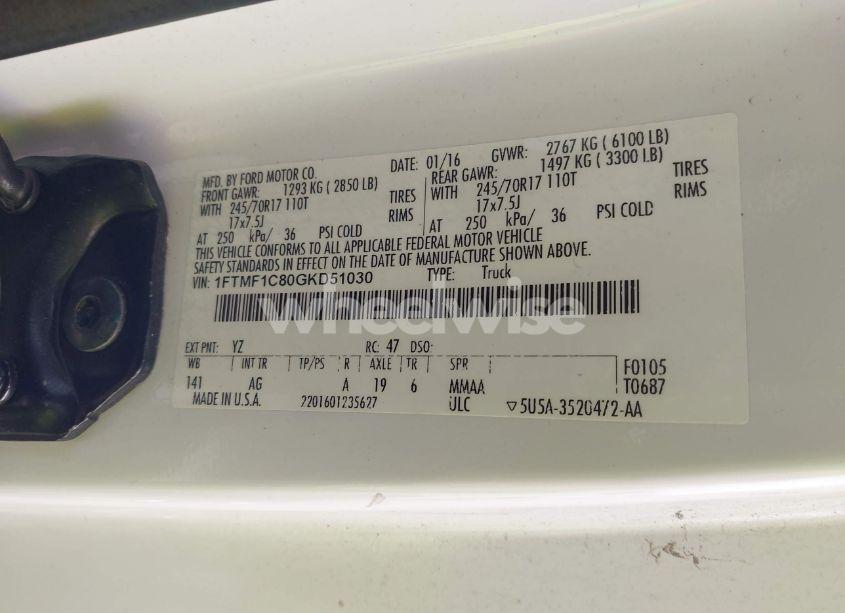 MFD. BY FORD MOTOR CO. DATE: 01/16 GVWR: 2767 KG ( 6100 LB)
FRONT GAWR: 1293 KG ( 2850 LB) REAR GAWR: 1497 KG ( 3300 LB)
WITH 245/70R17 110T TIRES WITH 245/70R17 110T TIRES
17x7.5J RIMS 17x7.5J RIMS
AT 250 kPa/ 36 PSI COLD AT 250 kPa/ 36 PSI COLD
THIS VEHICLE CONFORMS TO ALL APPLICABLE FEDERAL MOTOR VEHICLE
SAFETY STANDARDS IN EFFECT ON THE DATE OF MANUFACTURE SHOWN ABOVE.
VIN: 1FTMF1C80GKD51030 TYPE: Truck
wheelwise
EXT PNT: YZ RC: 47 DSO:
WB INT TR TP/PS R AXLE TR SPR F0105
141 AG A 19 6 MMAA T0687
MADE IN U.S.A. 2201601235627 ULC ▽5U5A-3520472-AA